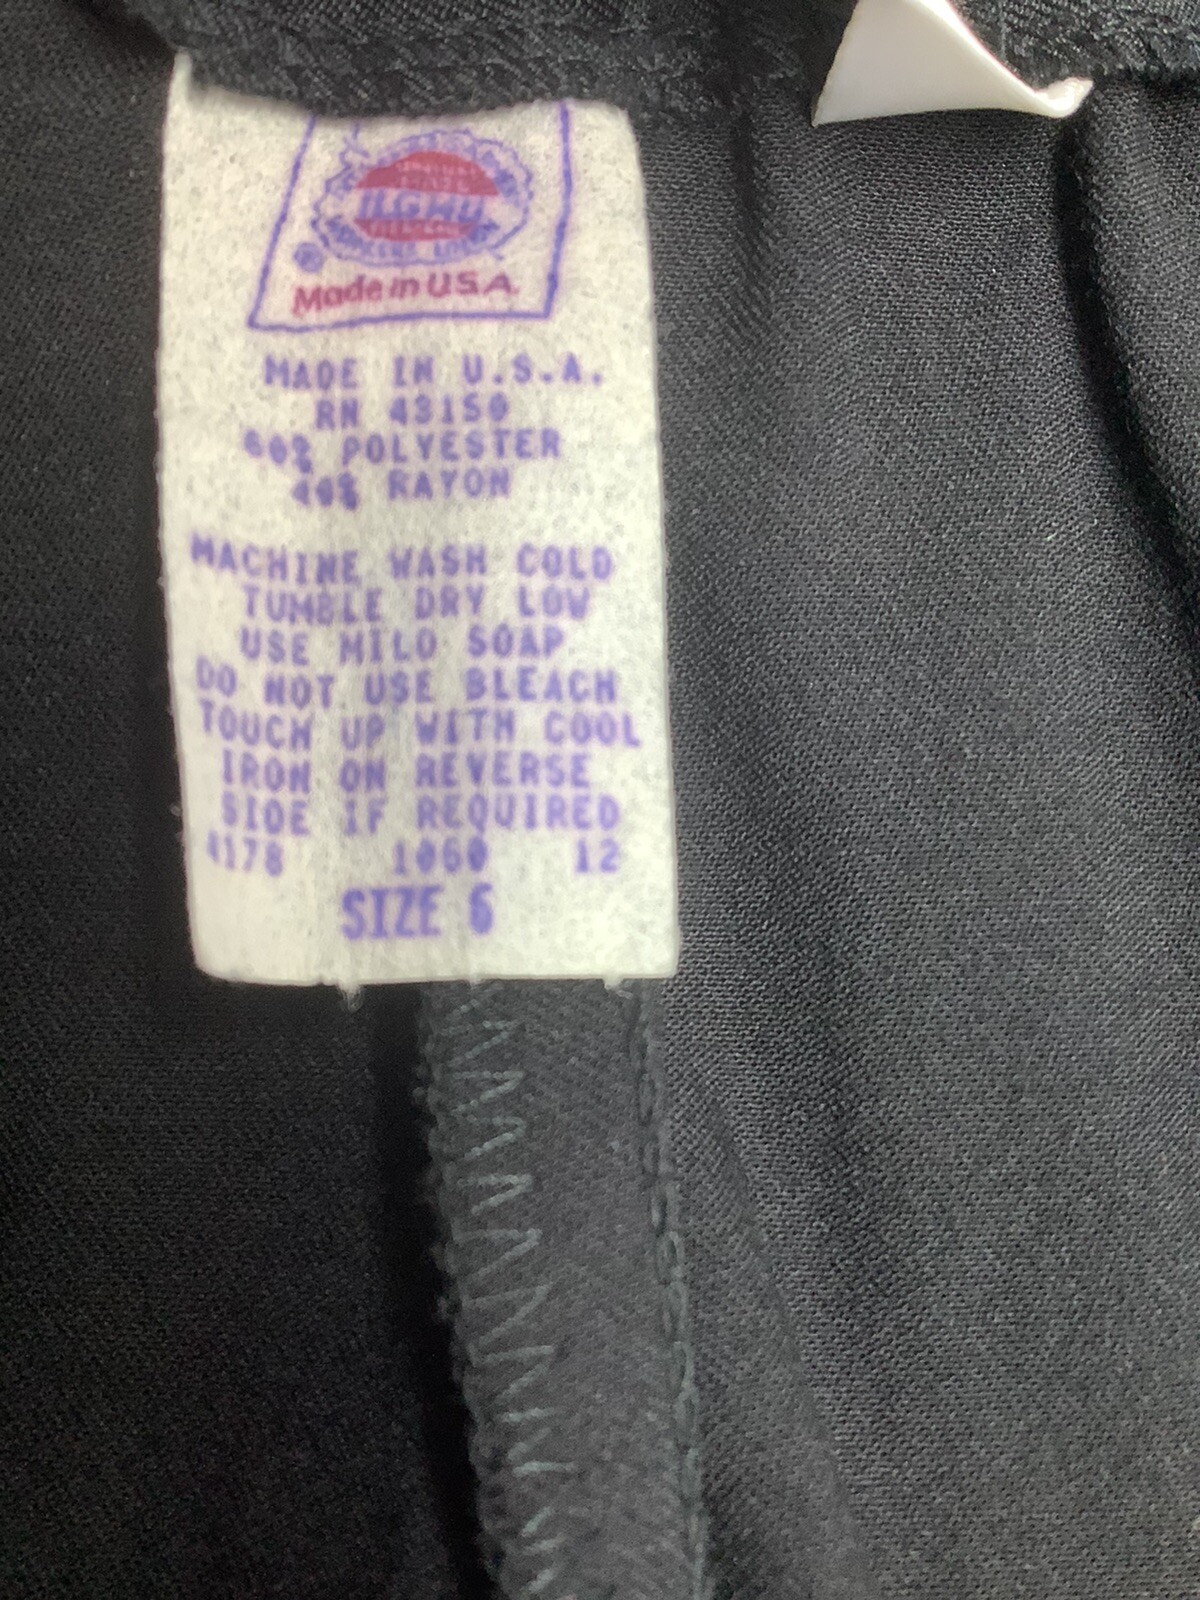 ILGWU
®
Made in U.S.A.
MADE IN U.S.A.
RN 43150
60% POLYESTER
40% RAYON
MACHINE WASH COLD
TUMBLE DRY LOW
USE MILD SOAP
DO NOT USE BLEACH
TOUCH UP WITH COOL
IRON ON REVERSE
SIDE IF REQUIRED
4178 1060 12
SIZE 6